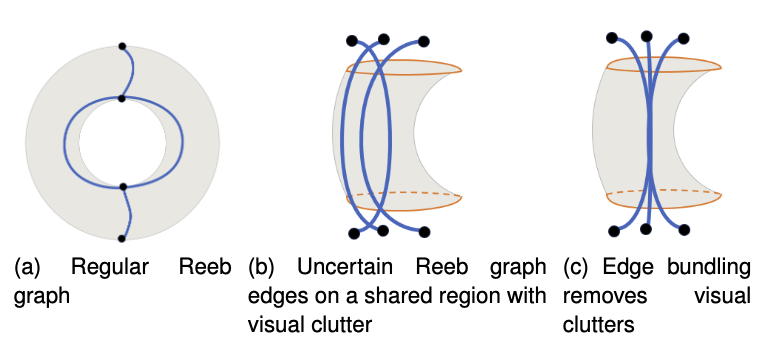 (a) Regular Reeb graph
(b) Uncertain Reeb graph edges on a shared region with visual clutter
(c) Edge bundling removes visual clutters